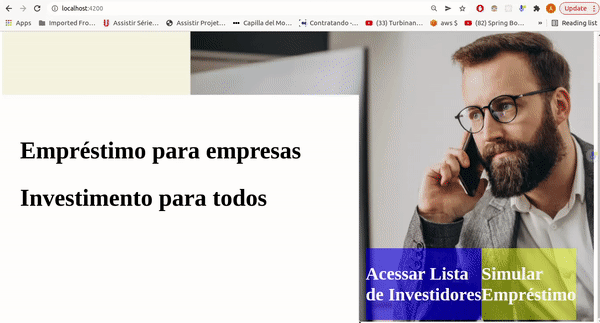 localhost:4200
Update
Apps
Imported Fro...
Assistir Série...
Assistir Projet...
Capilla del Mo...
Contratando -...
(33) Turbinan...
aws $
(82) Spring Bo...
»
Reading list
Empréstimo para empresas
Investimento para todos
Acessar Lista
de Investidores
Simular
Empréstimo